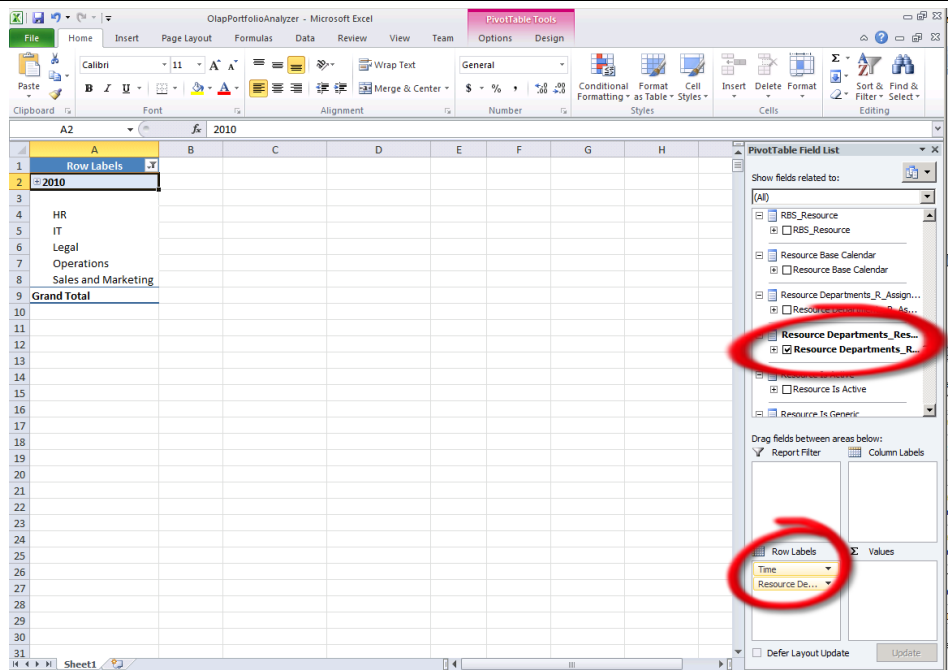 OlapPortfolioAnalyzer - Microsoft Excel
PivotTable Tools
File Home Insert Page Layout Formulas Data Review View Team Options Design
Paste
Calibri 11
B I U
Wrap Text
Merge & Center
General
$ % ,
Conditional Formatting
Format as Table
Cell Styles
Insert Delete Format
Sort & Filter
Find & Select
Clipboard Font Alignment Number Styles Cells Editing
A2 fx 2010
A B C D E F G H
1 Row Labels
2 2010
3
4 HR
5 IT
6 Legal
7 Operations
8 Sales and Marketing
9 Grand Total
10
11
12
13
14
15
16
17
18
19
20
21
22
23
24
25
26
27
28
29
30
31
Sheet1
PivotTable Field List
Show fields related to:
(All)
RBS_Resource
RBS_Resource
Resource Base Calendar
Resource Base Calendar
Resource Departments_R_Assign...
Resource Departments_Res...
Resource Departments_R...
Resource Is Active
Resource Is Generic
Drag fields between areas below:
Report Filter Column Labels
Row Labels Σ Values
Time
Resource De...
Defer Layout Update Update